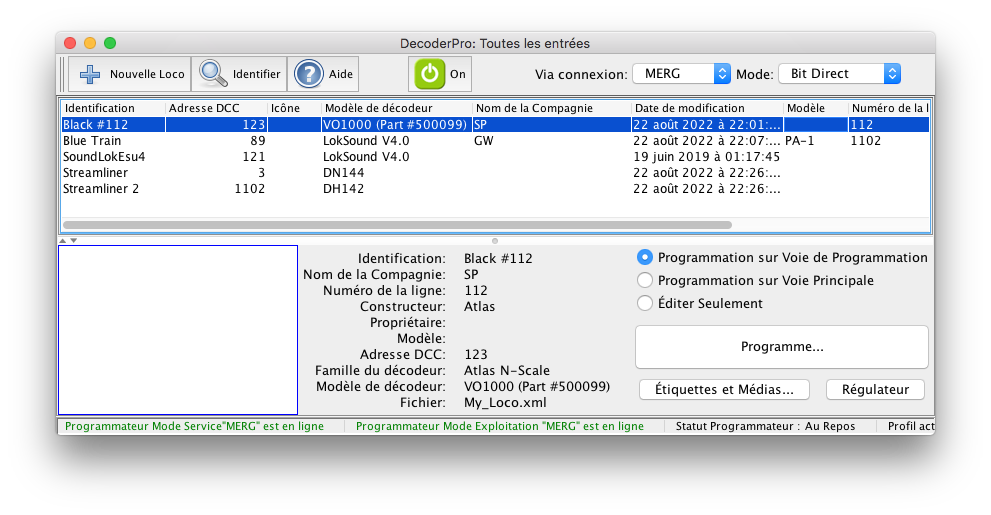 DecoderPro: Toutes les entrées
Nouvelle Loco Identifier Aide On Via connexion: MERG Mode: Bit Direct
Identification Adresse DCC Icône Modèle de décodeur Nom de la Compagnie Date de modification Modèle Numéro de la l
Black #112 123 VO1000 (Part #500099) SP 22 août 2022 à 22:01:... 112
Blue Train 89 LokSound V4.0 GW 22 août 2022 à 22:07:... PA-1 1102
SoundLokEsu4 121 LokSound V4.0 19 juin 2019 à 01:17:45
Streamliner 3 DN144 22 août 2022 à 22:26:...
Streamliner 2 1102 DH142 22 août 2022 à 22:26:...
Identification: Black #112
Nom de la Compagnie: SP
Numéro de la ligne: 112
Constructeur: Atlas
Propriétaire:
Modèle:
Adresse DCC: 123
Famille du décodeur: Atlas N-Scale
Modèle de décodeur: VO1000 (Part #500099)
Fichier: My_Loco.xml
Programmation sur Voie de Programmation
Programmation sur Voie Principale
Éditer Seulement
Programme...
Étiquettes et Médias... Régulateur
Programmateur Mode Service"MERG" est en ligne Programmateur Mode Exploitation "MERG" est en ligne Statut Programmateur : Au Repos Profil act